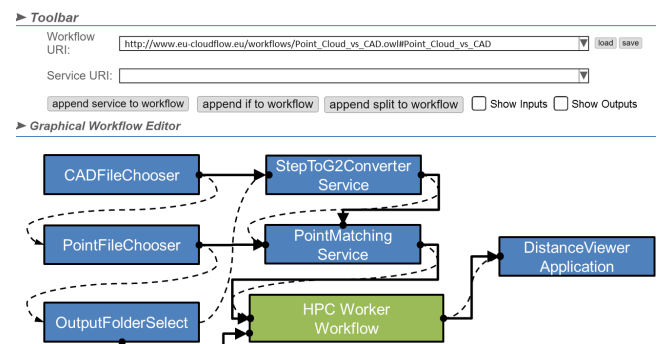 Toolbar
Workflow
URI:
http://www.eu-cloudflow.eu/workflows/Point_Cloud_vs_CAD.owl#Point_Cloud_vs_CAD
load save
Service URI:
append service to workflow append if to workflow append split to workflow Show Inputs Show Outputs
Graphical Workflow Editor
CADFileChooser
StepToG2Converter
Service
PointFileChooser
PointMatching
Service
DistanceViewer
Application
OutputFolderSelect
HPC Worker
Workflow